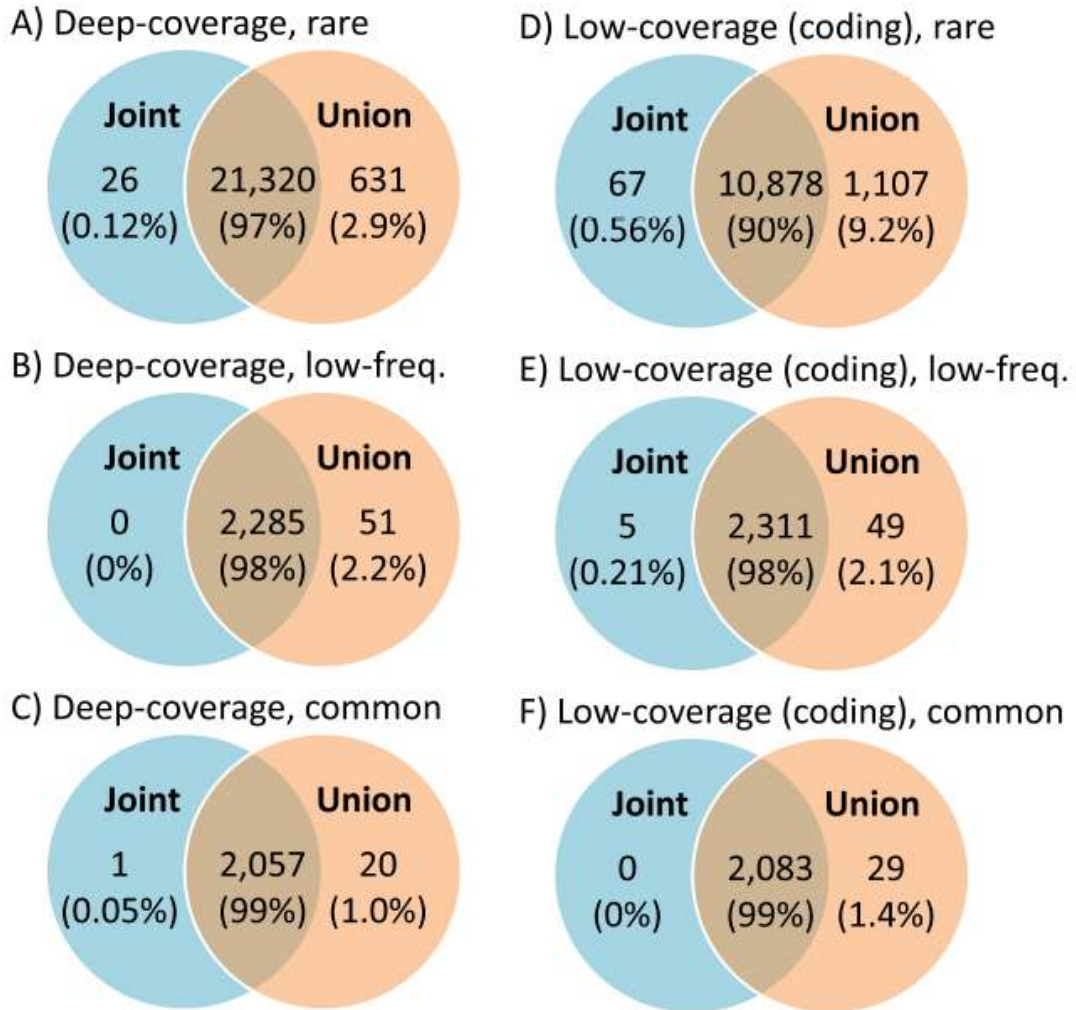 A) Deep-coverage, rare
Joint Union
26 21,320 631
(0.12%) (97%) (2.9%)
B) Deep-coverage, low-freq.
Joint Union
0 2,285 51
(0%) (98%) (2.2%)
C) Deep-coverage, common
Joint Union
1 2,057 20
(0.05%) (99%) (1.0%)
D) Low-coverage (coding), rare
Joint Union
67 10,878 1,107
(0.56%) (90%) (9.2%)
E) Low-coverage (coding), low-freq.
Joint Union
5 2,311 49
(0.21%) (98%) (2.1%)
F) Low-coverage (coding), common
Joint Union
0 2,083 29
(0%) (99%) (1.4%)